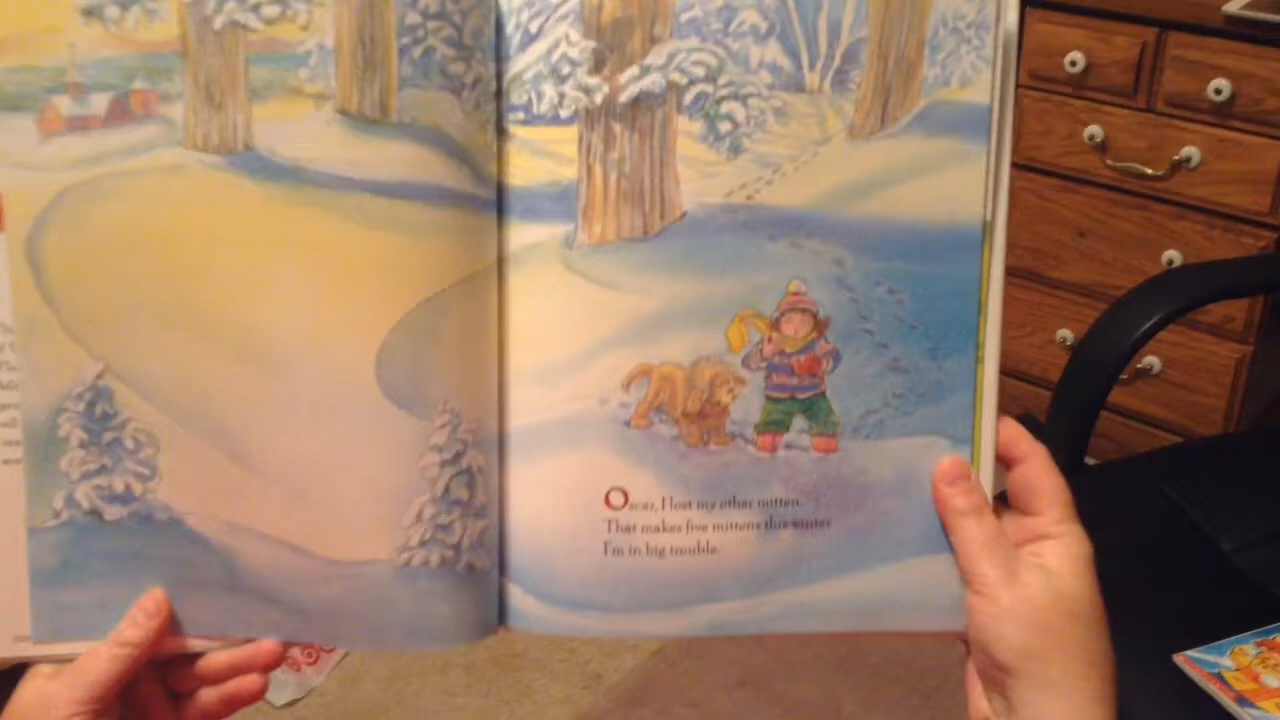 Oscar, I lost my other mitten.
That makes five mittens this winter
I'm in big trouble.